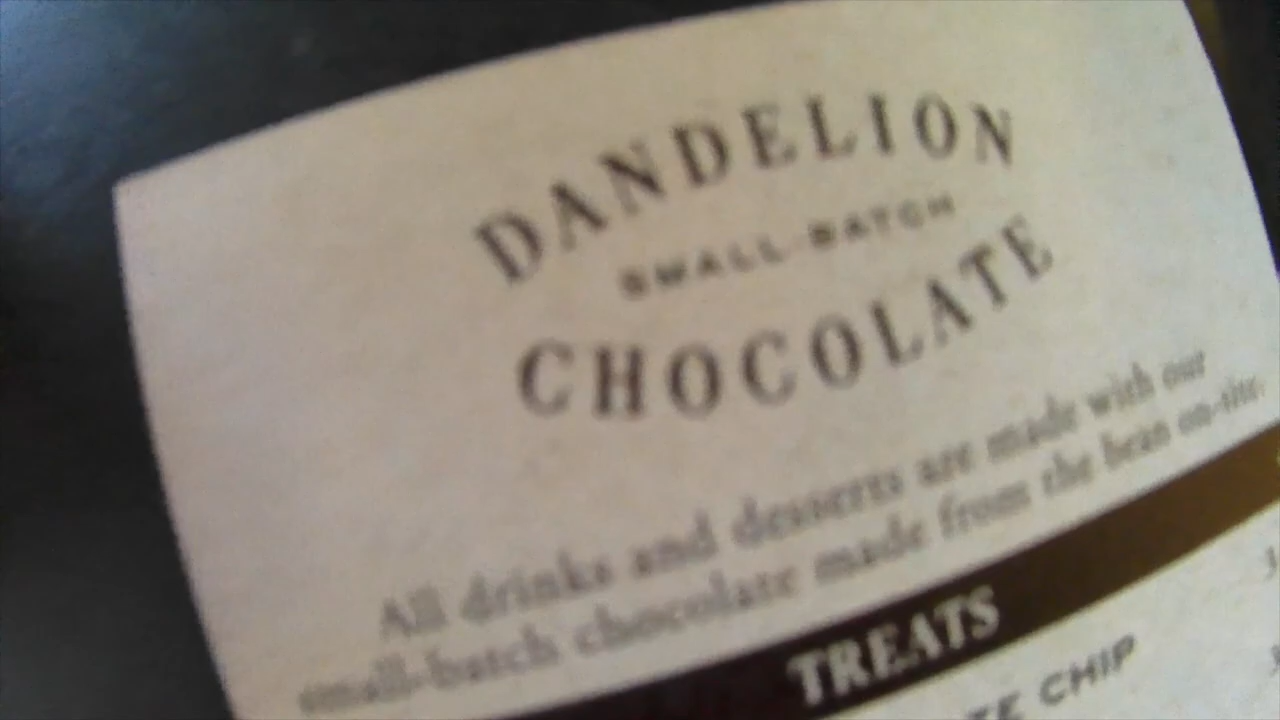 DANDELION
SMALL-BATCH
CHOCOLATE
All drinks and desserts are made with our
small-batch chocolate made from the bean on-site.
TREATS
CHIP